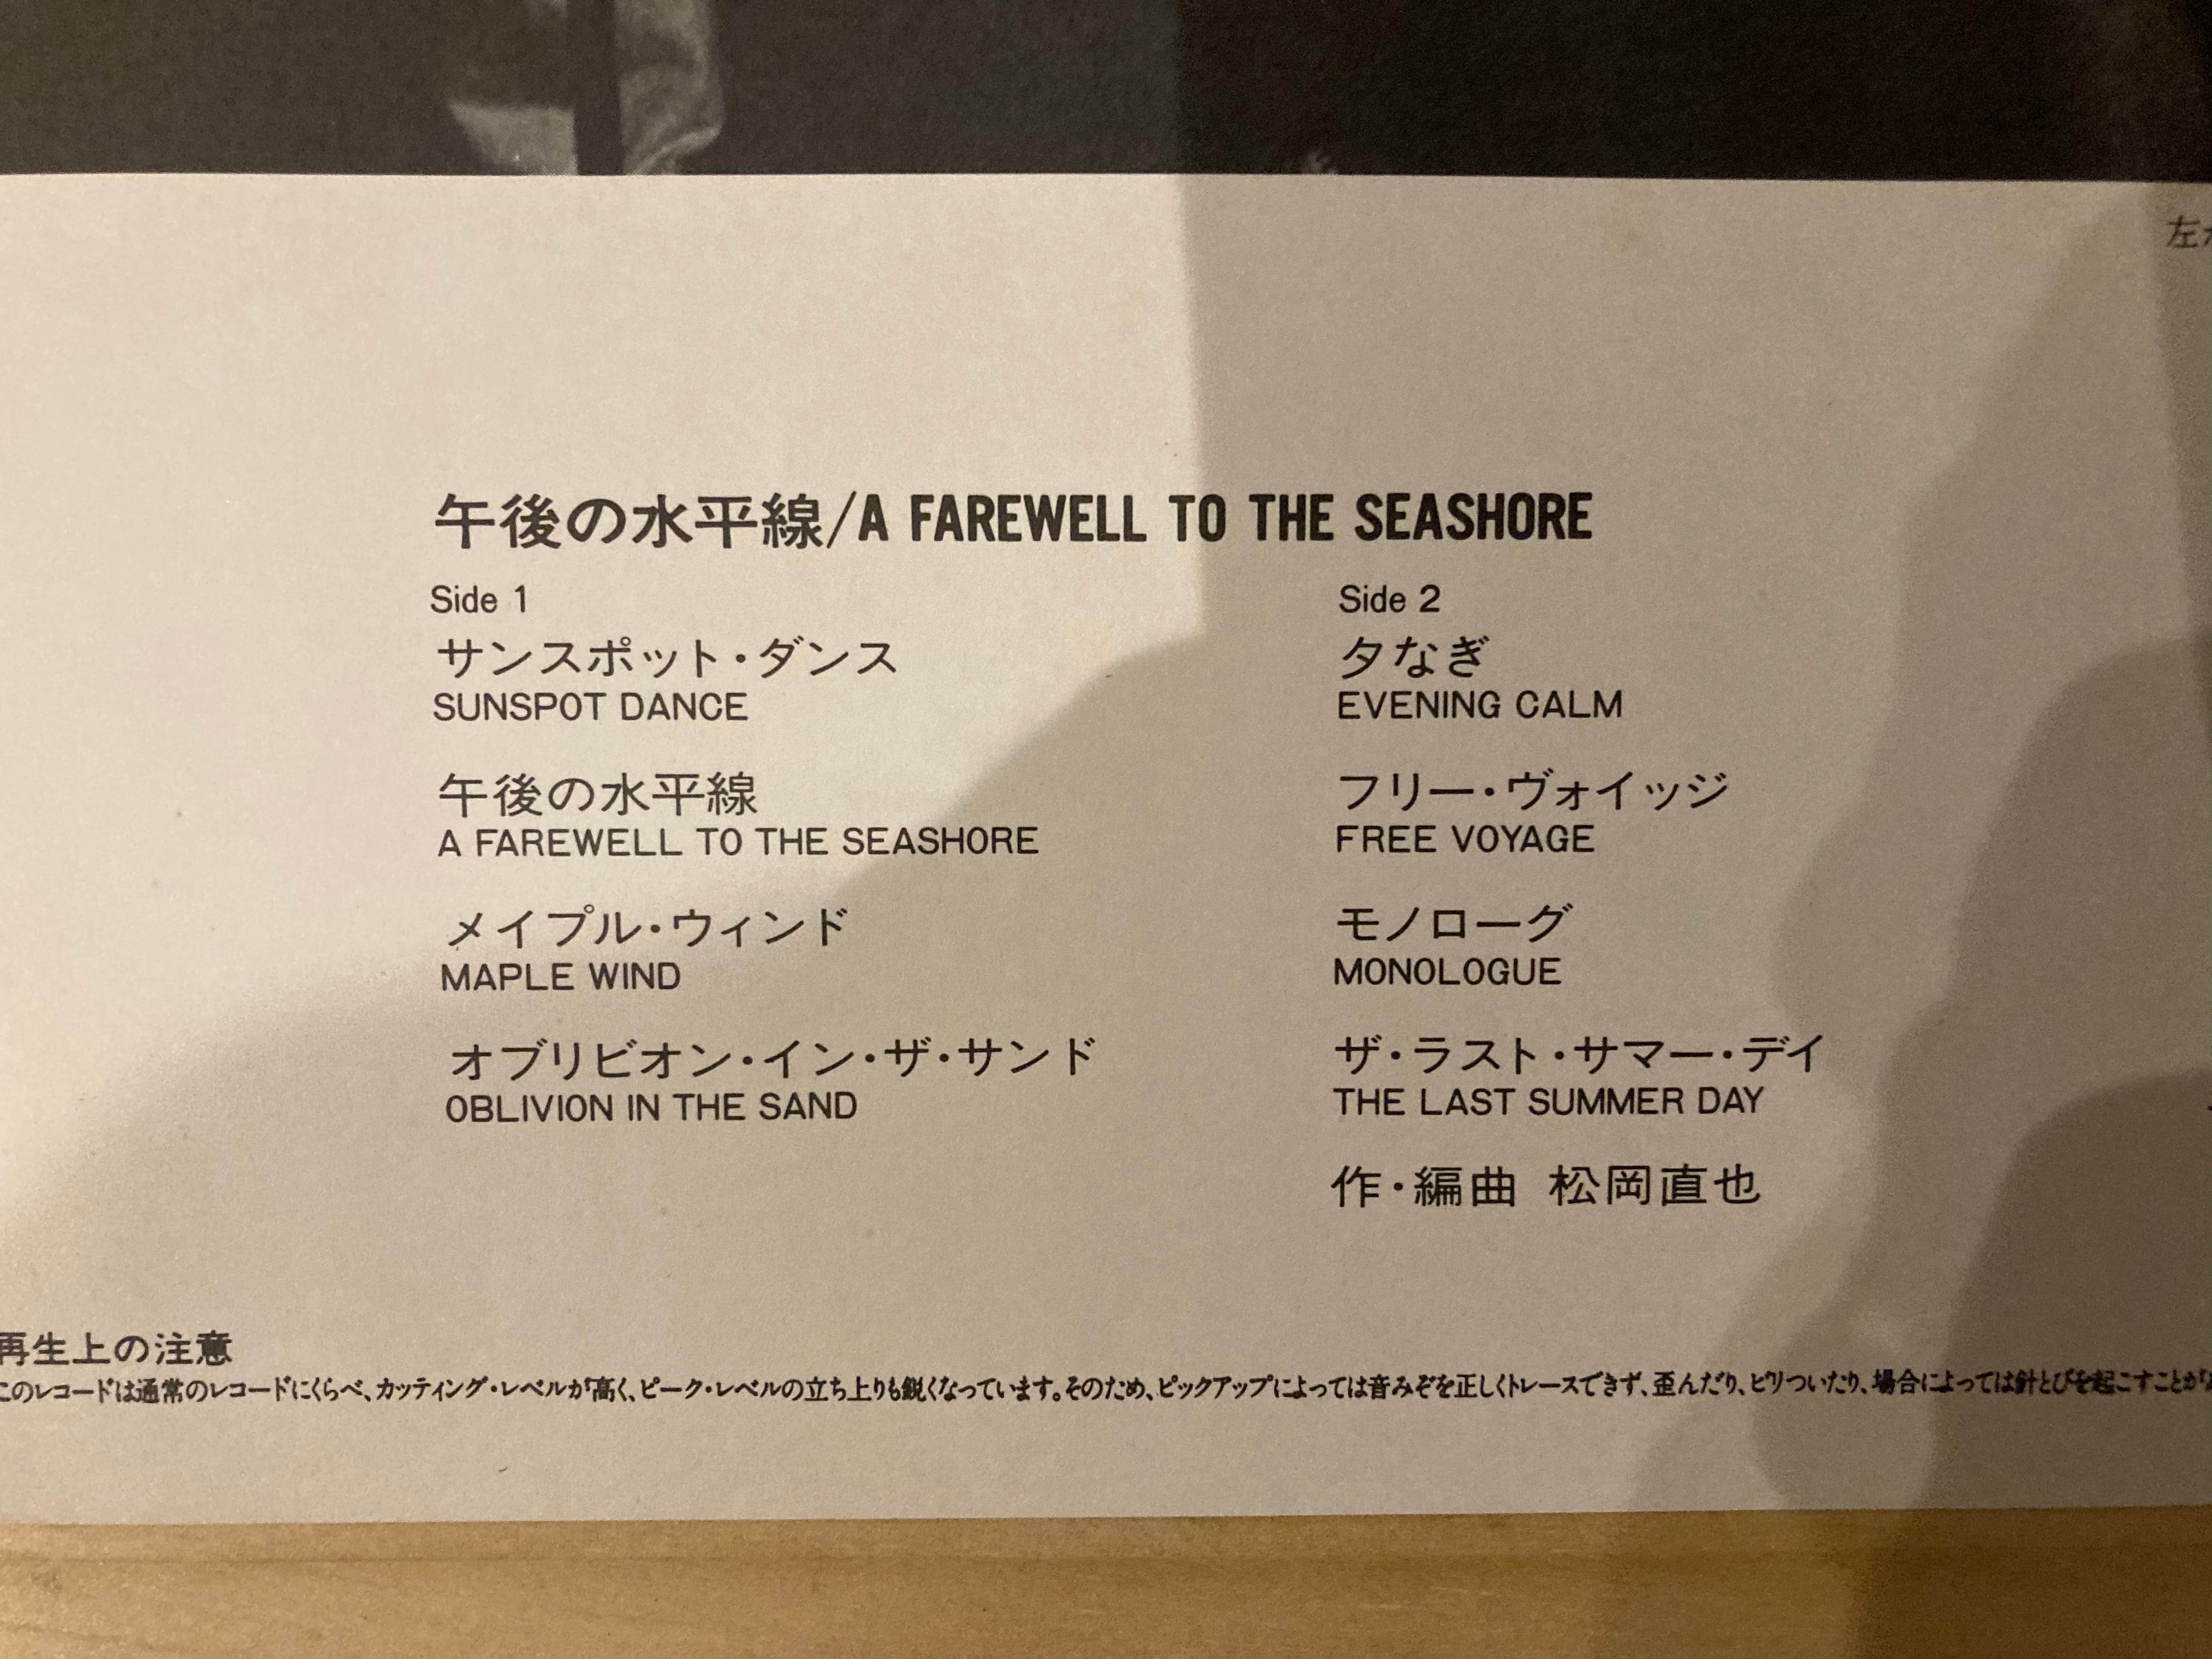 左
午後の水平線/A FAREWELL TO THE SEASHORE
Side 1
サンスポット・ダンス
SUNSPOT DANCE
午後の水平線
A FAREWELL TO THE SEASHORE
メイプル・ウィンド
MAPLE WIND
オブリビオン・イン・ザ・サンド
OBLIVION IN THE SAND
Side 2
夕なぎ
EVENING CALM
フリー・ヴォイッジ
FREE VOYAGE
モノローグ
MONOLOGUE
ザ・ラスト・サマー・デイ
THE LAST SUMMER DAY
作・編曲 松岡直也
再生上の注意
このレコードは通常のレコードにくらべ、カッティング・レベルが高く、ピーク・レベルの立ち上りも鋭くなっています。そのため、ピックアップによっては音みぞを正しくトレースできず、歪んだり、ビリついたり、場合によっては針とびを起こすことが